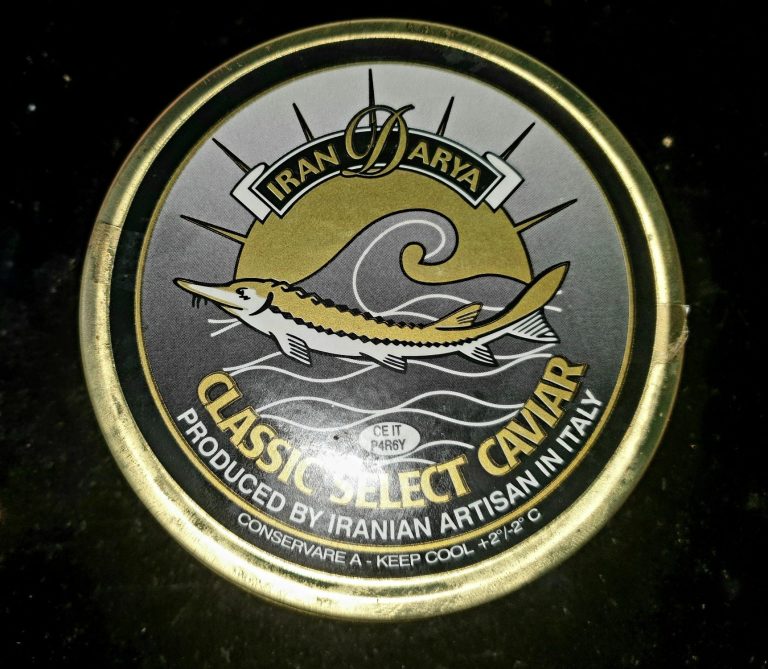 IRAN DARYA
CE IT
P4R6Y
CLASSIC SELECT CAVIAR
PRODUCED BY IRANIAN ARTISAN IN ITALY
CONSERVARE A - KEEP COOL +2°/-2° C